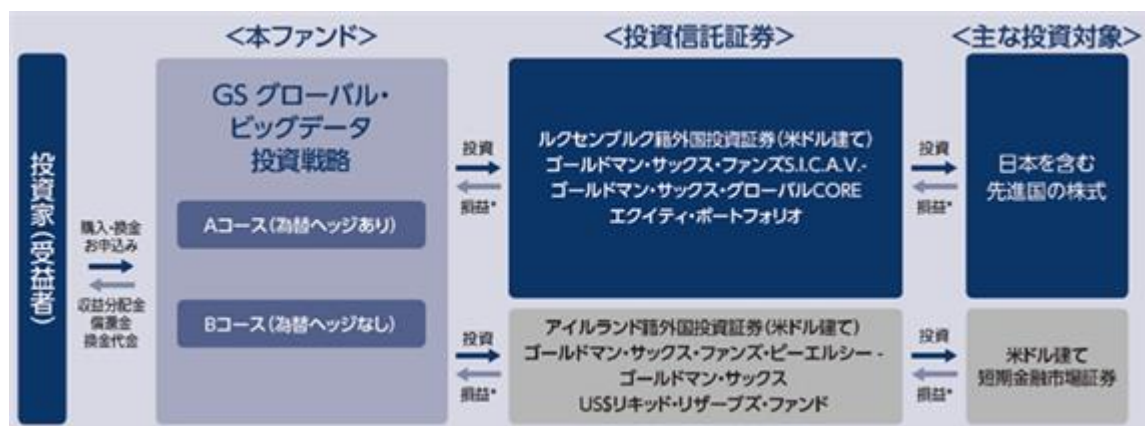 <本ファンド>
<投資信託証券>
<主な投資対象>
投資家(受益者)
購入・換金
お申込み
収益分配金
償還金
換金代金
GS グローバル・
ビッグデータ
投資戦略
Aコース(為替ヘッジあり)
Bコース(為替ヘッジなし)
投資
損益*
ルクセンブルク籍外国投資証券(米ドル建て)
ゴールドマン・サックス・ファンズS.I.C.A.V.-
ゴールドマン・サックス・グローバルCORE
エクイティ・ポートフォリオ
投資
損益*
日本を含む
先進国の株式
投資
損益*
アイルランド籍外国投資証券(米ドル建て)
ゴールドマン・サックス・ファンズ・ピーエルシー -
ゴールドマン・サックス
US$リキッド・リザーブズ・ファンド
投資
損益*
米ドル建て
短期金融市場証券